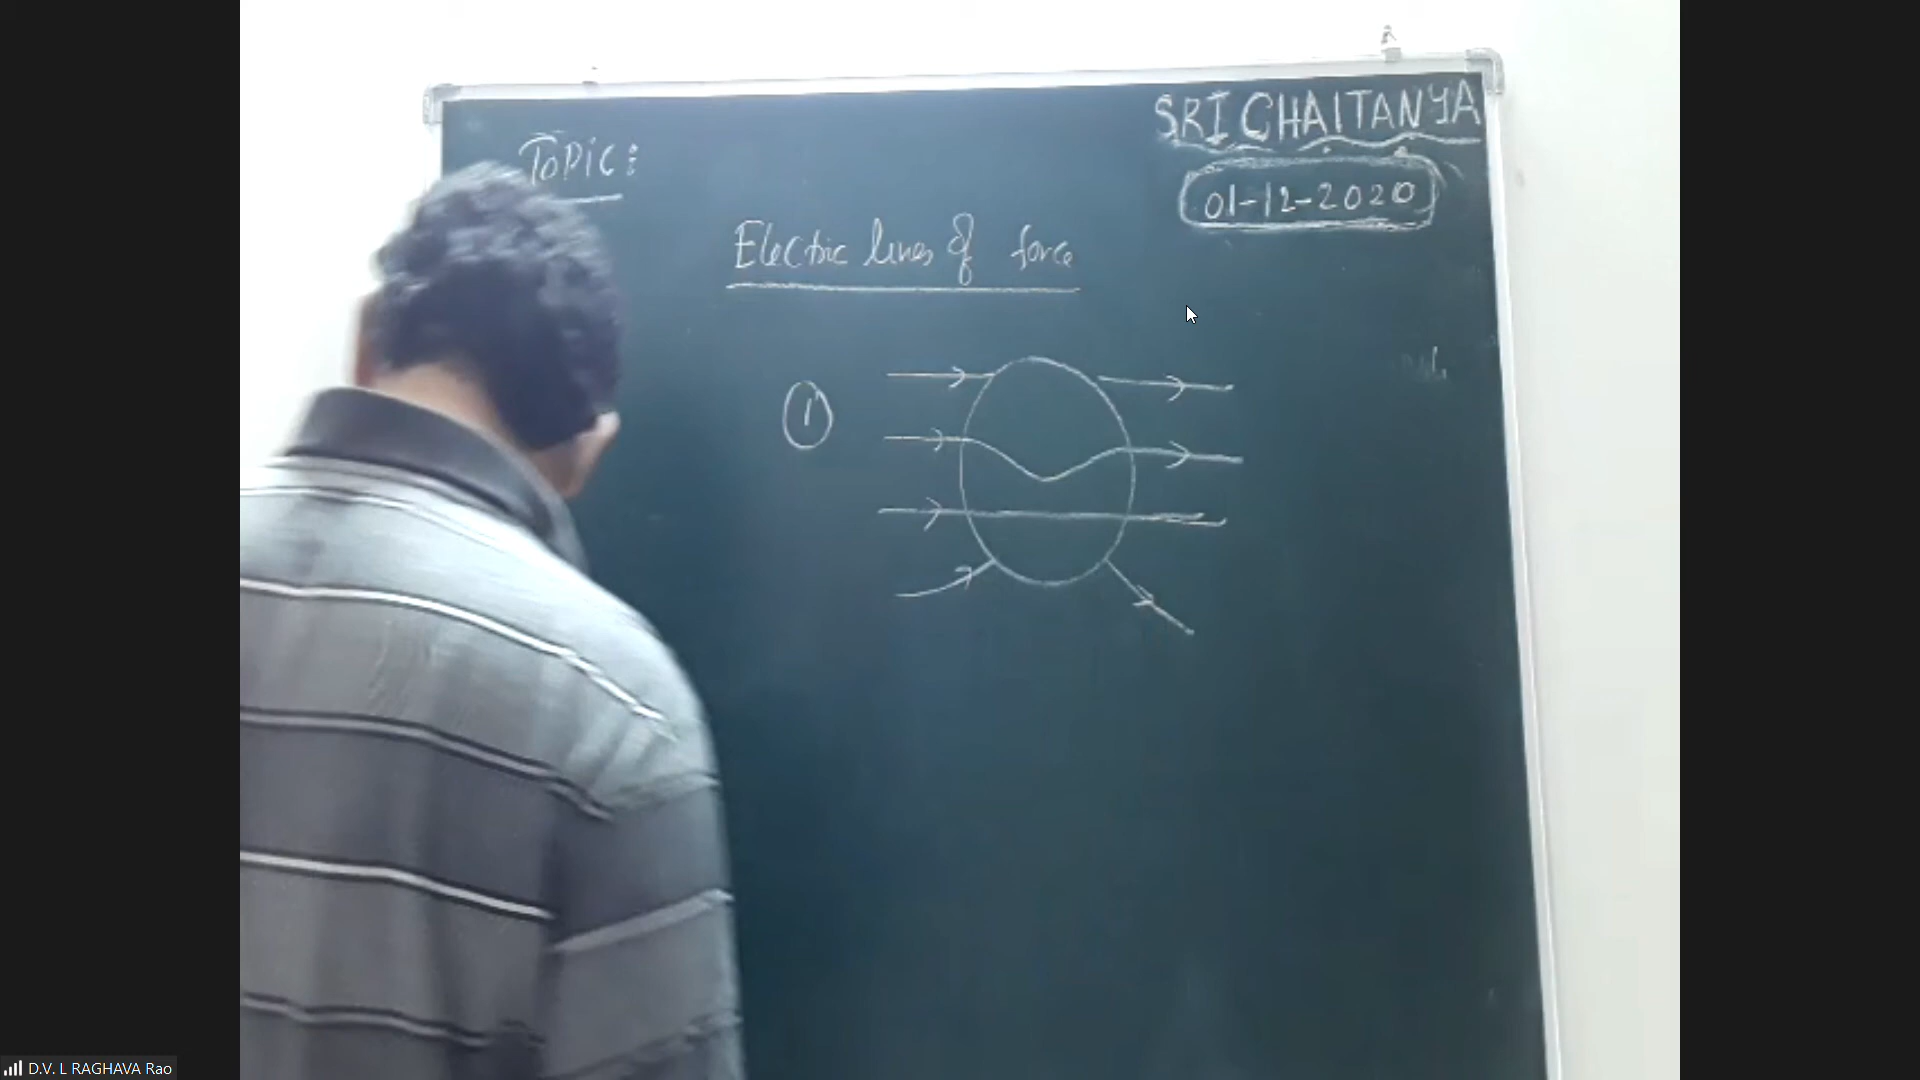 SRI CHAITANYA
01-12-2020
Topic:
Electric lines of force
1
D.V. L RAGHAVA Rao